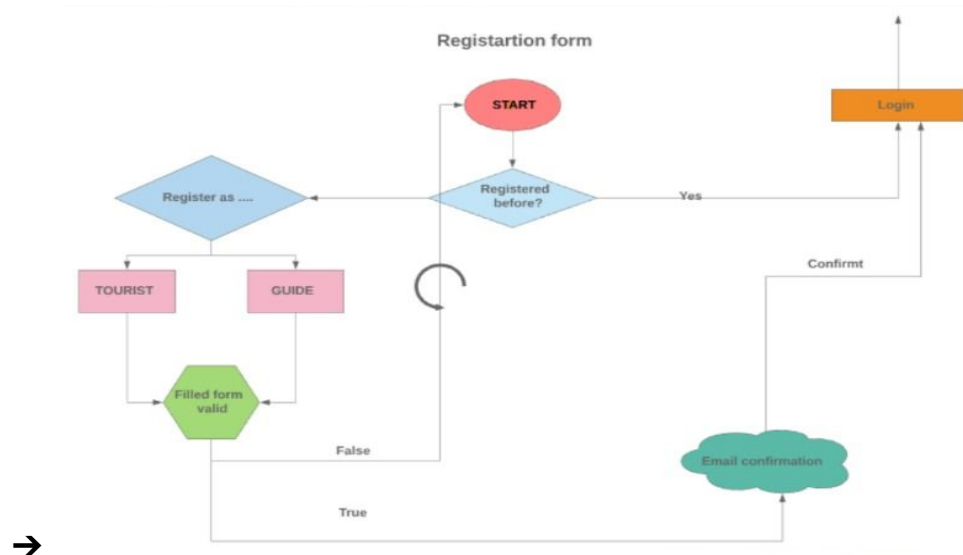 Registartion form
START
Login
Register as ....
Registered
before?
Yes
Confirmt
TOURIST
GUIDE
Filled form
valid
False
Email confirmation
True